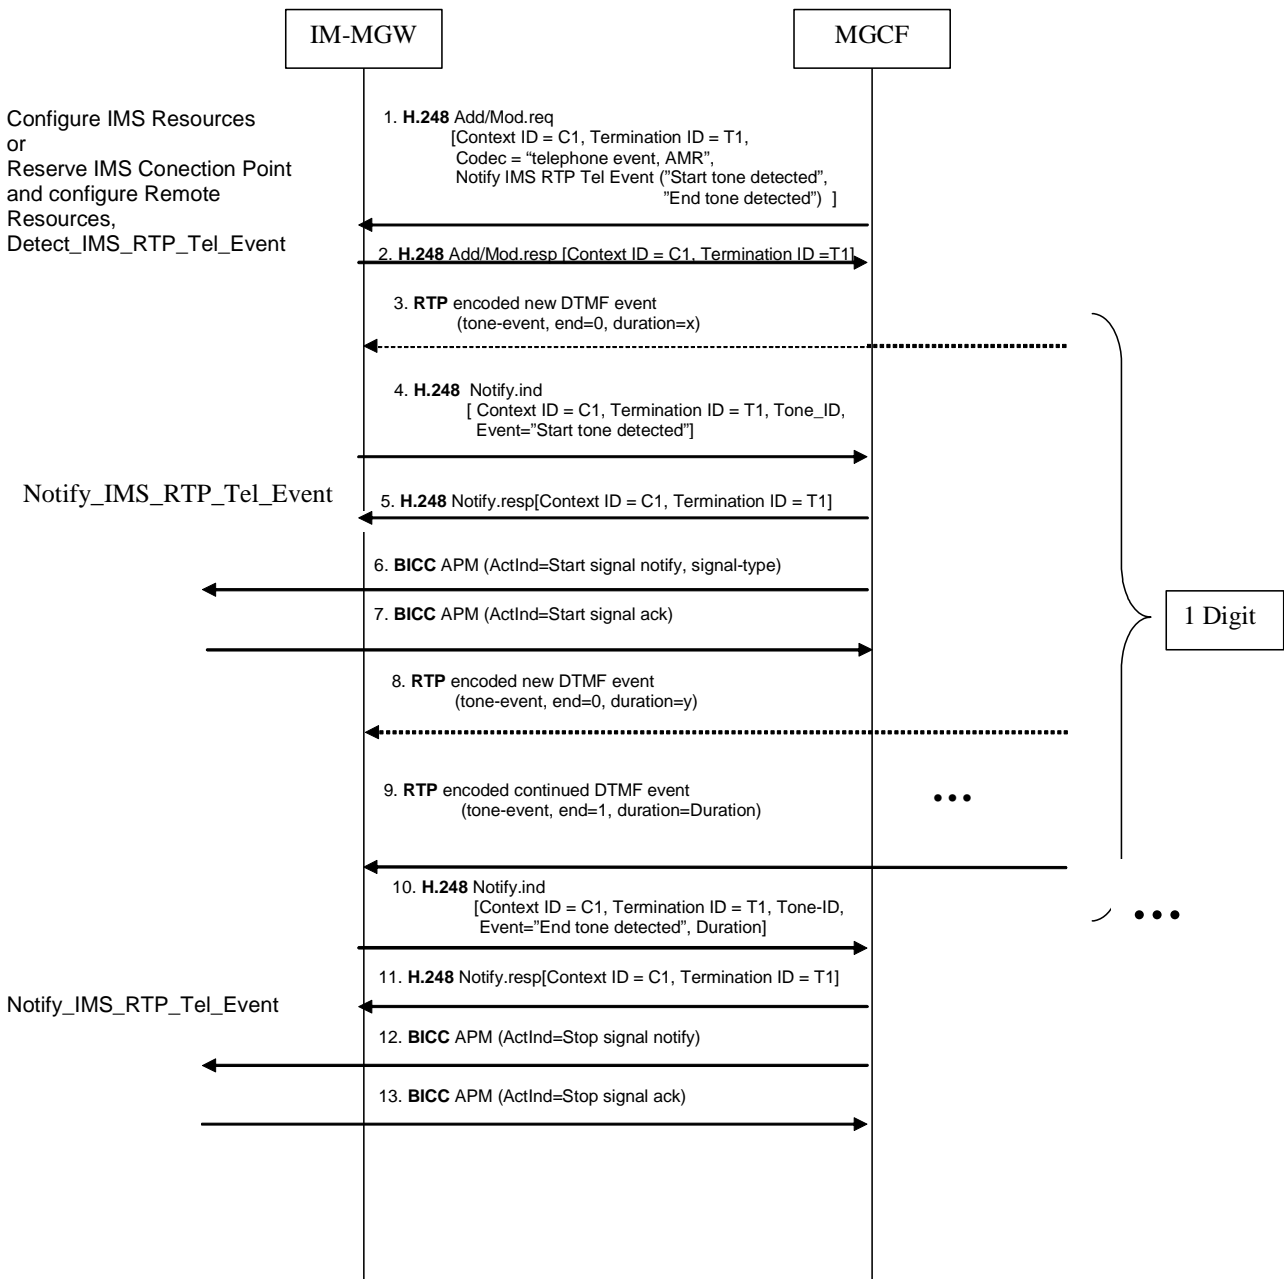 IM-MGW
MGCF
Configure IMS Resources
or
Reserve IMS Conection Point
and configure Remote
Resources,
Detect_IMS_RTP_Tel_Event
1. H.248 Add/Mod.req
[Context ID = C1, Termination ID = T1,
Codec = “telephone event, AMR”,
Notify IMS RTP Tel Event (”Start tone detected”,
”End tone detected”) ]
2. H.248 Add/Mod.resp [Context ID = C1, Termination ID =T1]
3. RTP encoded new DTMF event
(tone-event, end=0, duration=x)
4. H.248 Notify.ind
[ Context ID = C1, Termination ID = T1, Tone_ID,
Event=”Start tone detected”]
Notify_IMS_RTP_Tel_Event
5. H.248 Notify.resp[Context ID = C1, Termination ID = T1]
6. BICC APM (ActInd=Start signal notify, signal-type)
7. BICC APM (ActInd=Start signal ack)
1 Digit
8. RTP encoded new DTMF event
(tone-event, end=0, duration=y)
9. RTP encoded continued DTMF event
(tone-event, end=1, duration=Duration)
...
10. H.248 Notify.ind
[Context ID = C1, Termination ID = T1, Tone-ID,
Event=”End tone detected”, Duration]
...
11. H.248 Notify.resp[Context ID = C1, Termination ID = T1]
Notify_IMS_RTP_Tel_Event
12. BICC APM (ActInd=Stop signal notify)
13. BICC APM (ActInd=Stop signal ack)